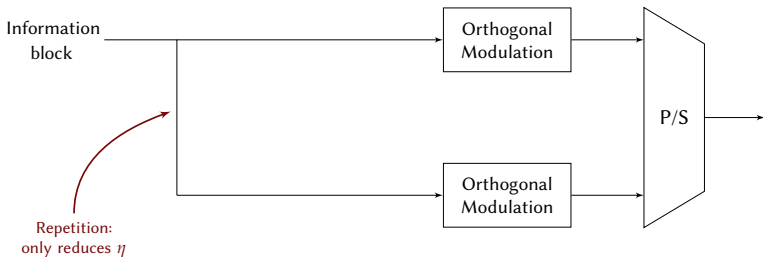 Information
block
Orthogonal
Modulation
P/S
Orthogonal
Modulation
Repetition:
only reduces η